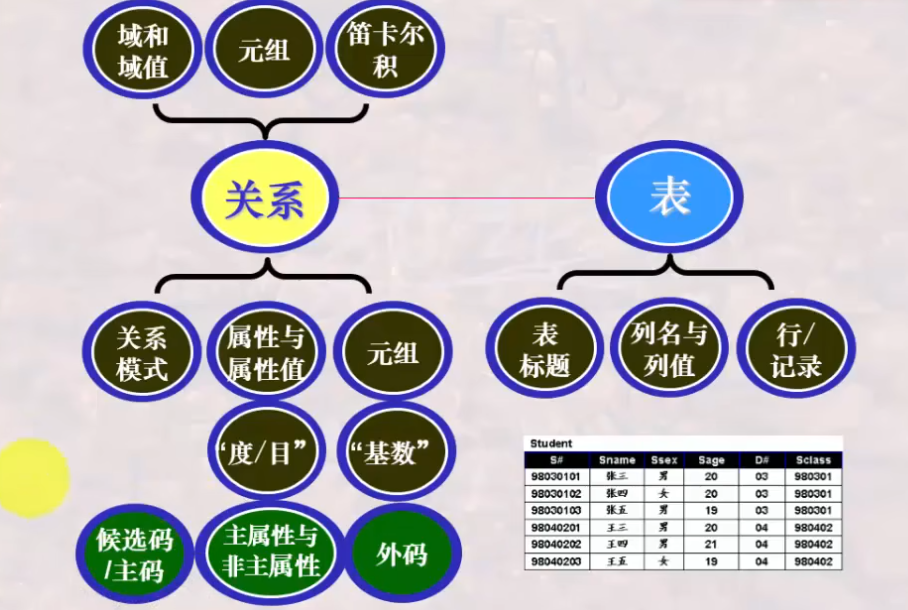 域和
域值
元组
笛卡尔
积
关系
表
关系
模式
属性与
属性值
元组
表
标题
列名与
列值
行/
记录
“度/目”
“基数”
候选码
/主码
主属性与
非主属性
外码
Student
S# Sname Ssex Sage D# Sclass
98030101 张三 男 20 03 980301
98030102 张四 女 20 03 980301
98030103 张五 男 19 03 980301
98040201 王三 男 20 04 980402
98040202 王四 男 21 04 980402
98040203 王五 女 19 04 980402